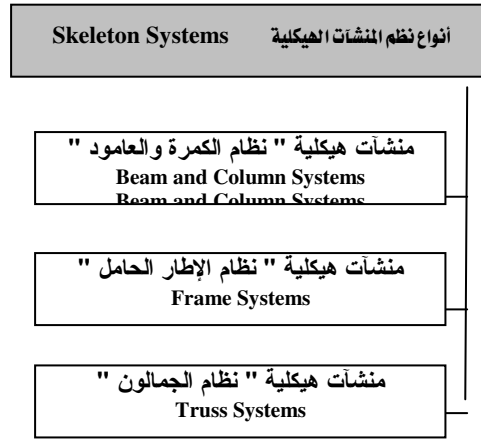 أنواع نظم المنشآت الهيكلية Skeleton Systems
منشآت هيكلية " نظام الكمرة والعامود "
Beam and Column Systems
Beam and Column Systems
منشآت هيكلية " نظام الإطار الحامل "
Frame Systems
منشآت هيكلية " نظام الجمالون "
Truss Systems